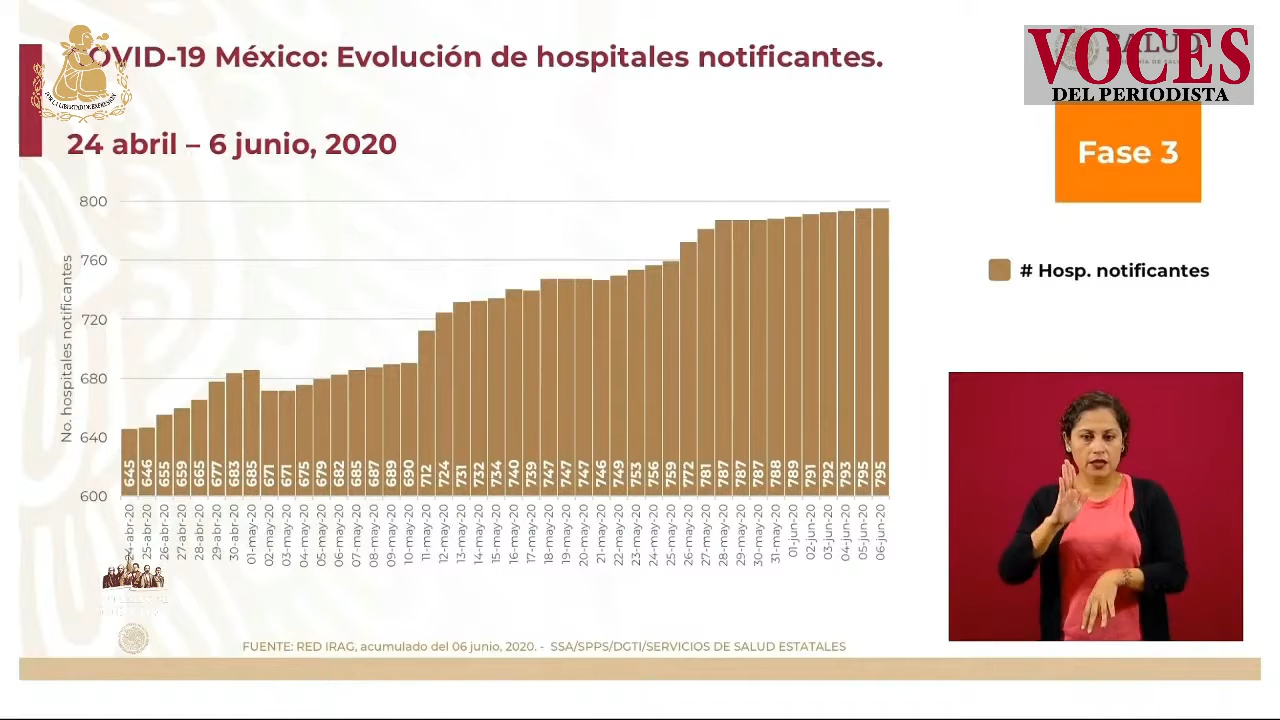 COVID-19 México: Evolución de hospitales notificantes.
24 abril – 6 junio, 2020
POR LA LIBERTAD DE EXPRESIÓN
SALUD
VOCES
DEL PERIODISTA
Fase 3
# Hosp. notificantes
No. hospitales notificantes
800
760
720
680
640
600
645 646 655 659 665 677 683 685 671 671 675 679 682 685 687 689 690 712 724 731 732 734 740 739 747 747 747 746 749 753 756 759 772 781 787 787 787 788 789 791 792 793 795 795
24-abr-20 25-abr-20 26-abr-20 27-abr-20 28-abr-20 29-abr-20 30-abr-20 01-may-20 02-may-20 03-may-20 04-may-20 05-may-20 06-may-20 07-may-20 08-may-20 09-may-20 10-may-20 11-may-20 12-may-20 13-may-20 14-may-20 15-may-20 16-may-20 17-may-20 18-may-20 19-may-20 20-may-20 21-may-20 22-may-20 23-may-20 24-may-20 25-may-20 26-may-20 27-may-20 28-may-20 29-may-20 30-may-20 31-may-20 01-jun-20 02-jun-20 03-jun-20 04-jun-20 05-jun-20 06-jun-20
FUENTE: RED IRAG, acumulado del 06 junio, 2020. - SSA/SPPS/DGTI/SERVICIOS DE SALUD ESTATALES